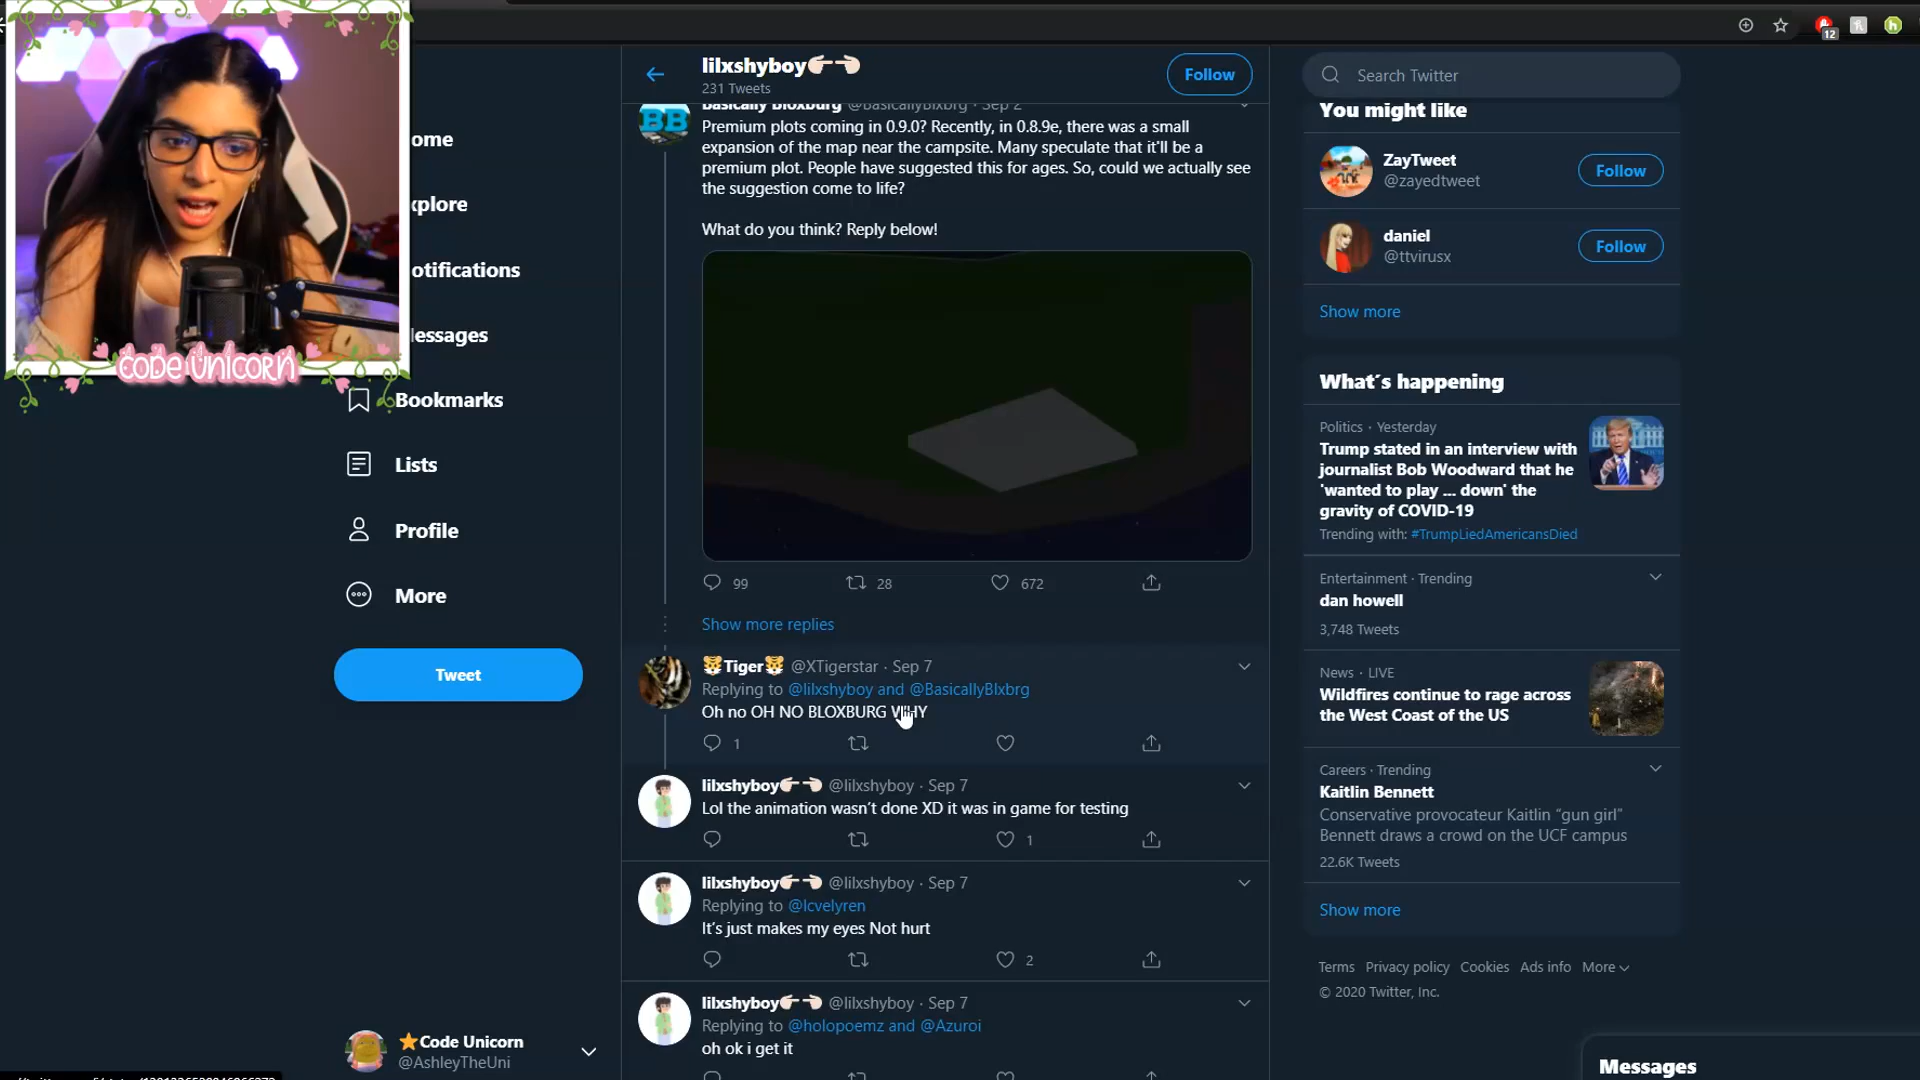 CODE UNICORN
ome
xplore
otifications
essages
Bookmarks
Lists
Profile
More
Tweet
⭐Code Unicorn
@AshleyTheUni
lilxshyboy👉👈
231 Tweets
Follow
Basically Bloxburg @BasicallyBlxbrg · Sep 2
Premium plots coming in 0.9.0? Recently, in 0.8.9e, there was a small
expansion of the map near the campsite. Many speculate that it'll be a
premium plot. People have suggested this for ages. So, could we actually see
the suggestion come to life?
What do you think? Reply below!
BB
99 28 672
Show more replies
🐯Tiger🐯 @XTigerstar · Sep 7
Replying to @lilxshyboy and @BasicallyBlxbrg
Oh no OH NO BLOXBURG WHY
1
lilxshyboy👉👈 @lilxshyboy · Sep 7
Lol the animation wasn't done XD it was in game for testing
1
lilxshyboy👉👈 @lilxshyboy · Sep 7
Replying to @lcvelyren
It's just makes my eyes Not hurt
2
lilxshyboy👉👈 @lilxshyboy · Sep 7
Replying to @holopoemz and @Azuroi
oh ok i get it
12
Search Twitter
You might like
ZayTweet
@zayedtweet
Follow
daniel
@ttvirusx
Follow
Show more
What's happening
Politics · Yesterday
Trump stated in an interview with
journalist Bob Woodward that he
'wanted to play ... down' the
gravity of COVID-19
Trending with: #TrumpLiedAmericansDied
Entertainment · Trending
dan howell
3,748 Tweets
News · LIVE
Wildfires continue to rage across
the West Coast of the US
Careers · Trending
Kaitlin Bennett
Conservative provocateur Kaitlin "gun girl"
Bennett draws a crowd on the UCF campus
22.6K Tweets
Show more
Terms Privacy policy Cookies Ads info More
© 2020 Twitter, Inc.
Messages